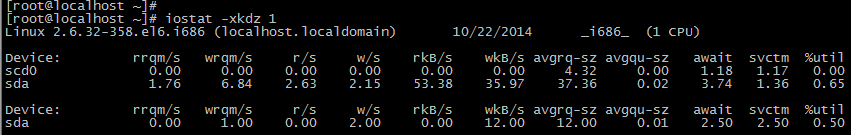 [root@localhost ~]#
[root@localhost ~]# iostat -xkdz 1
Linux 2.6.32-358.el6.i686 (localhost.localdomain) 10/22/2014 _i686_ (1 CPU)
Device: rrqm/s wrqm/s r/s w/s rkB/s wkB/s avgrq-sz avgqu-sz await svctm %util
scd0 0.00 0.00 0.00 0.00 0.00 0.00 4.32 0.00 1.18 1.17 0.00
sda 1.76 6.84 2.63 2.15 53.38 35.97 37.36 0.02 3.74 1.36 0.65
Device: rrqm/s wrqm/s r/s w/s rkB/s wkB/s avgrq-sz avgqu-sz await svctm %util
sda 0.00 1.00 0.00 2.00 0.00 12.00 12.00 0.01 2.50 2.50 0.50